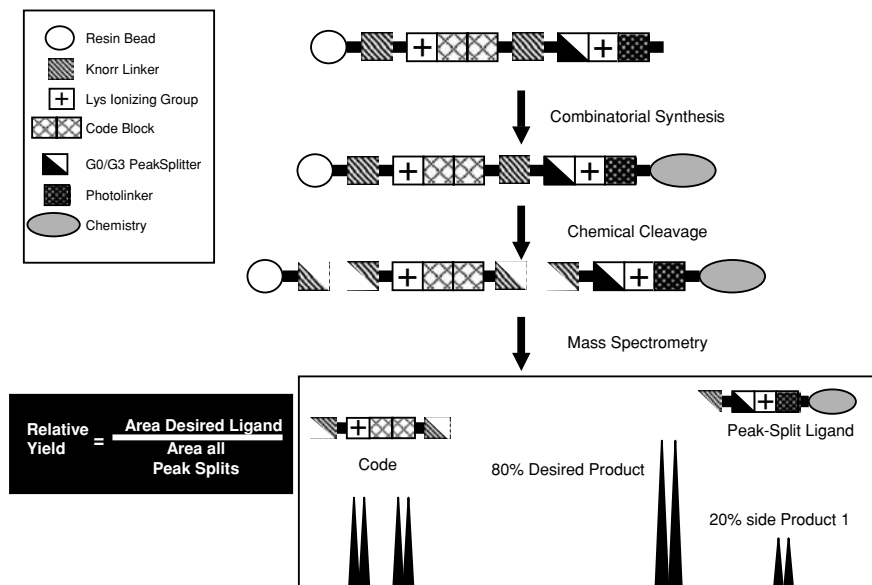 Resin Bead
Knorr Linker
Lys Ionizing Group
Code Block
G0/G3 PeakSplitter
Photolinker
Chemistry
Combinatorial Synthesis
Chemical Cleavage
Mass Spectrometry
Relative Yield = Area Desired Ligand
Area all
Peak Splits
Code
80% Desired Product
Peak-Split Ligand
20% side Product 1